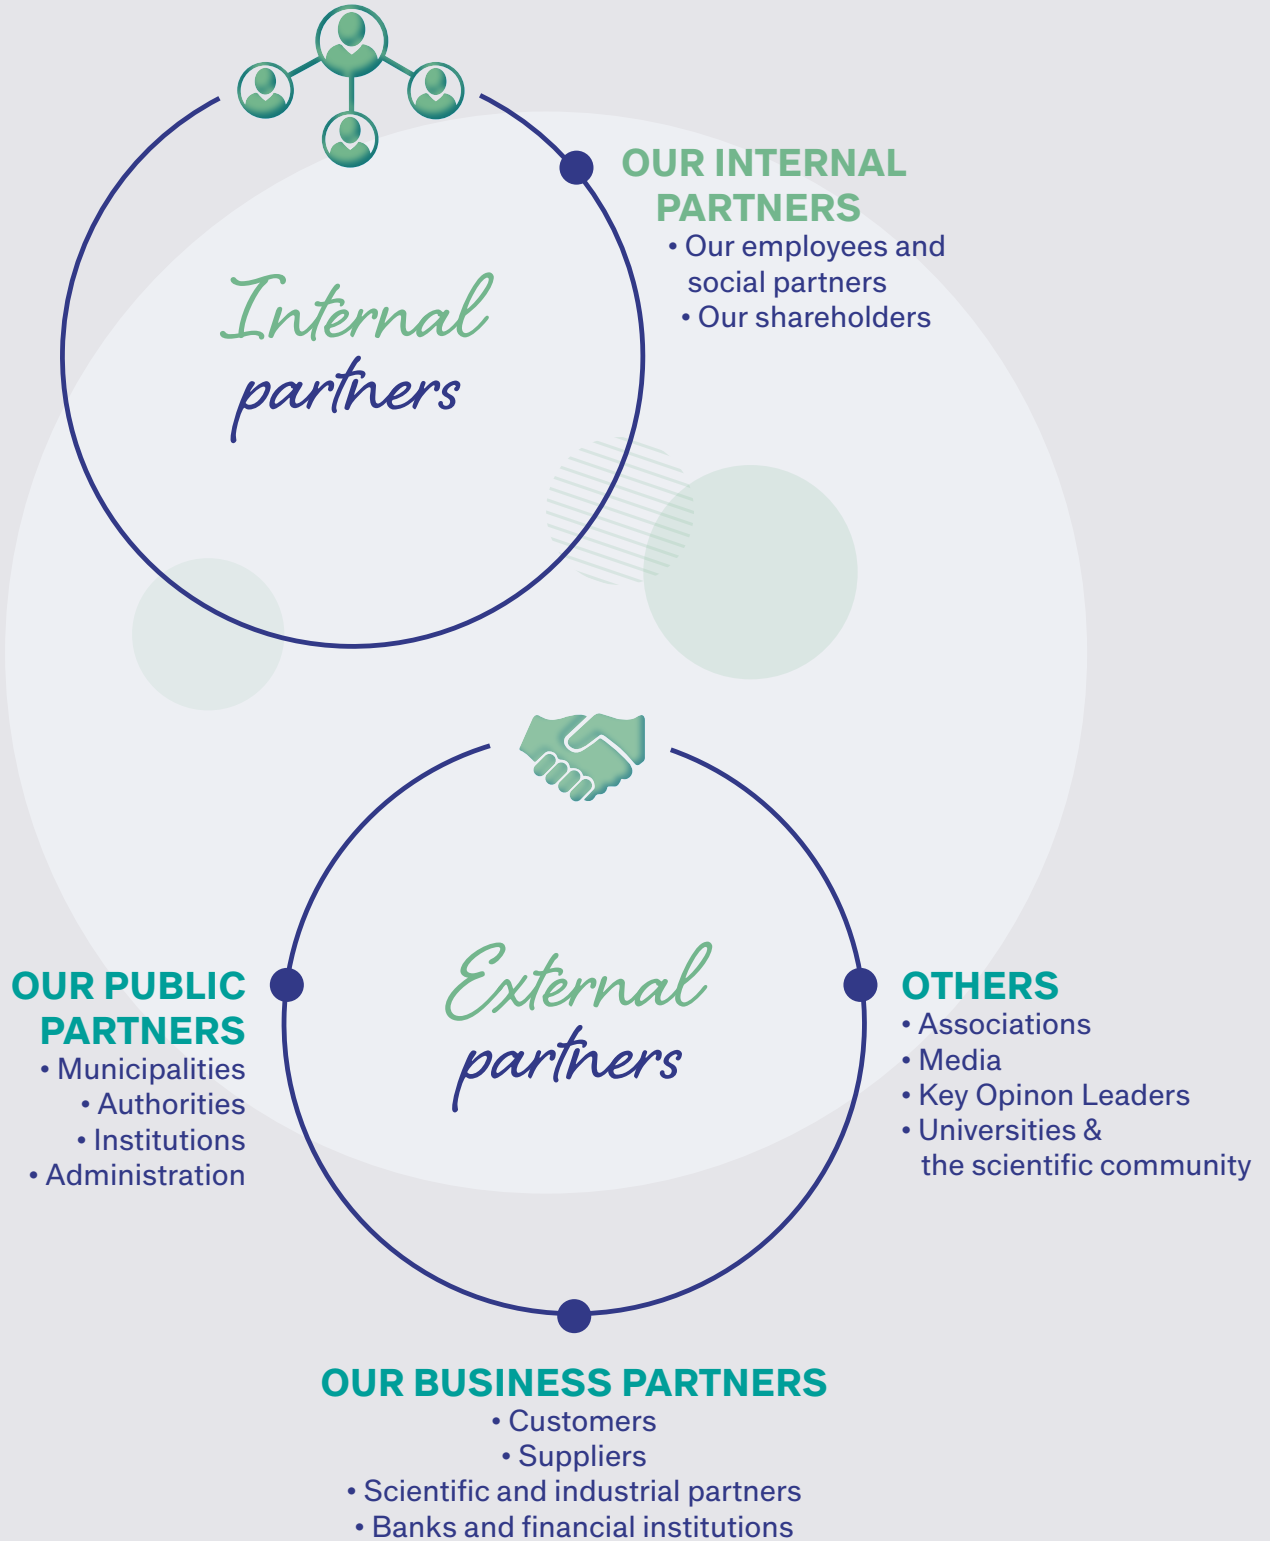 OUR INTERNAL
PARTNERS
• Our employees and
social partners
• Our shareholders
Internal
partners
External
partners
OUR PUBLIC
PARTNERS
• Municipalities
• Authorities
• Institutions
• Administration
OTHERS
• Associations
• Media
• Key Opinon Leaders
• Universities &
the scientific community
OUR BUSINESS PARTNERS
• Customers
• Suppliers
• Scientific and industrial partners
• Banks and financial institutions